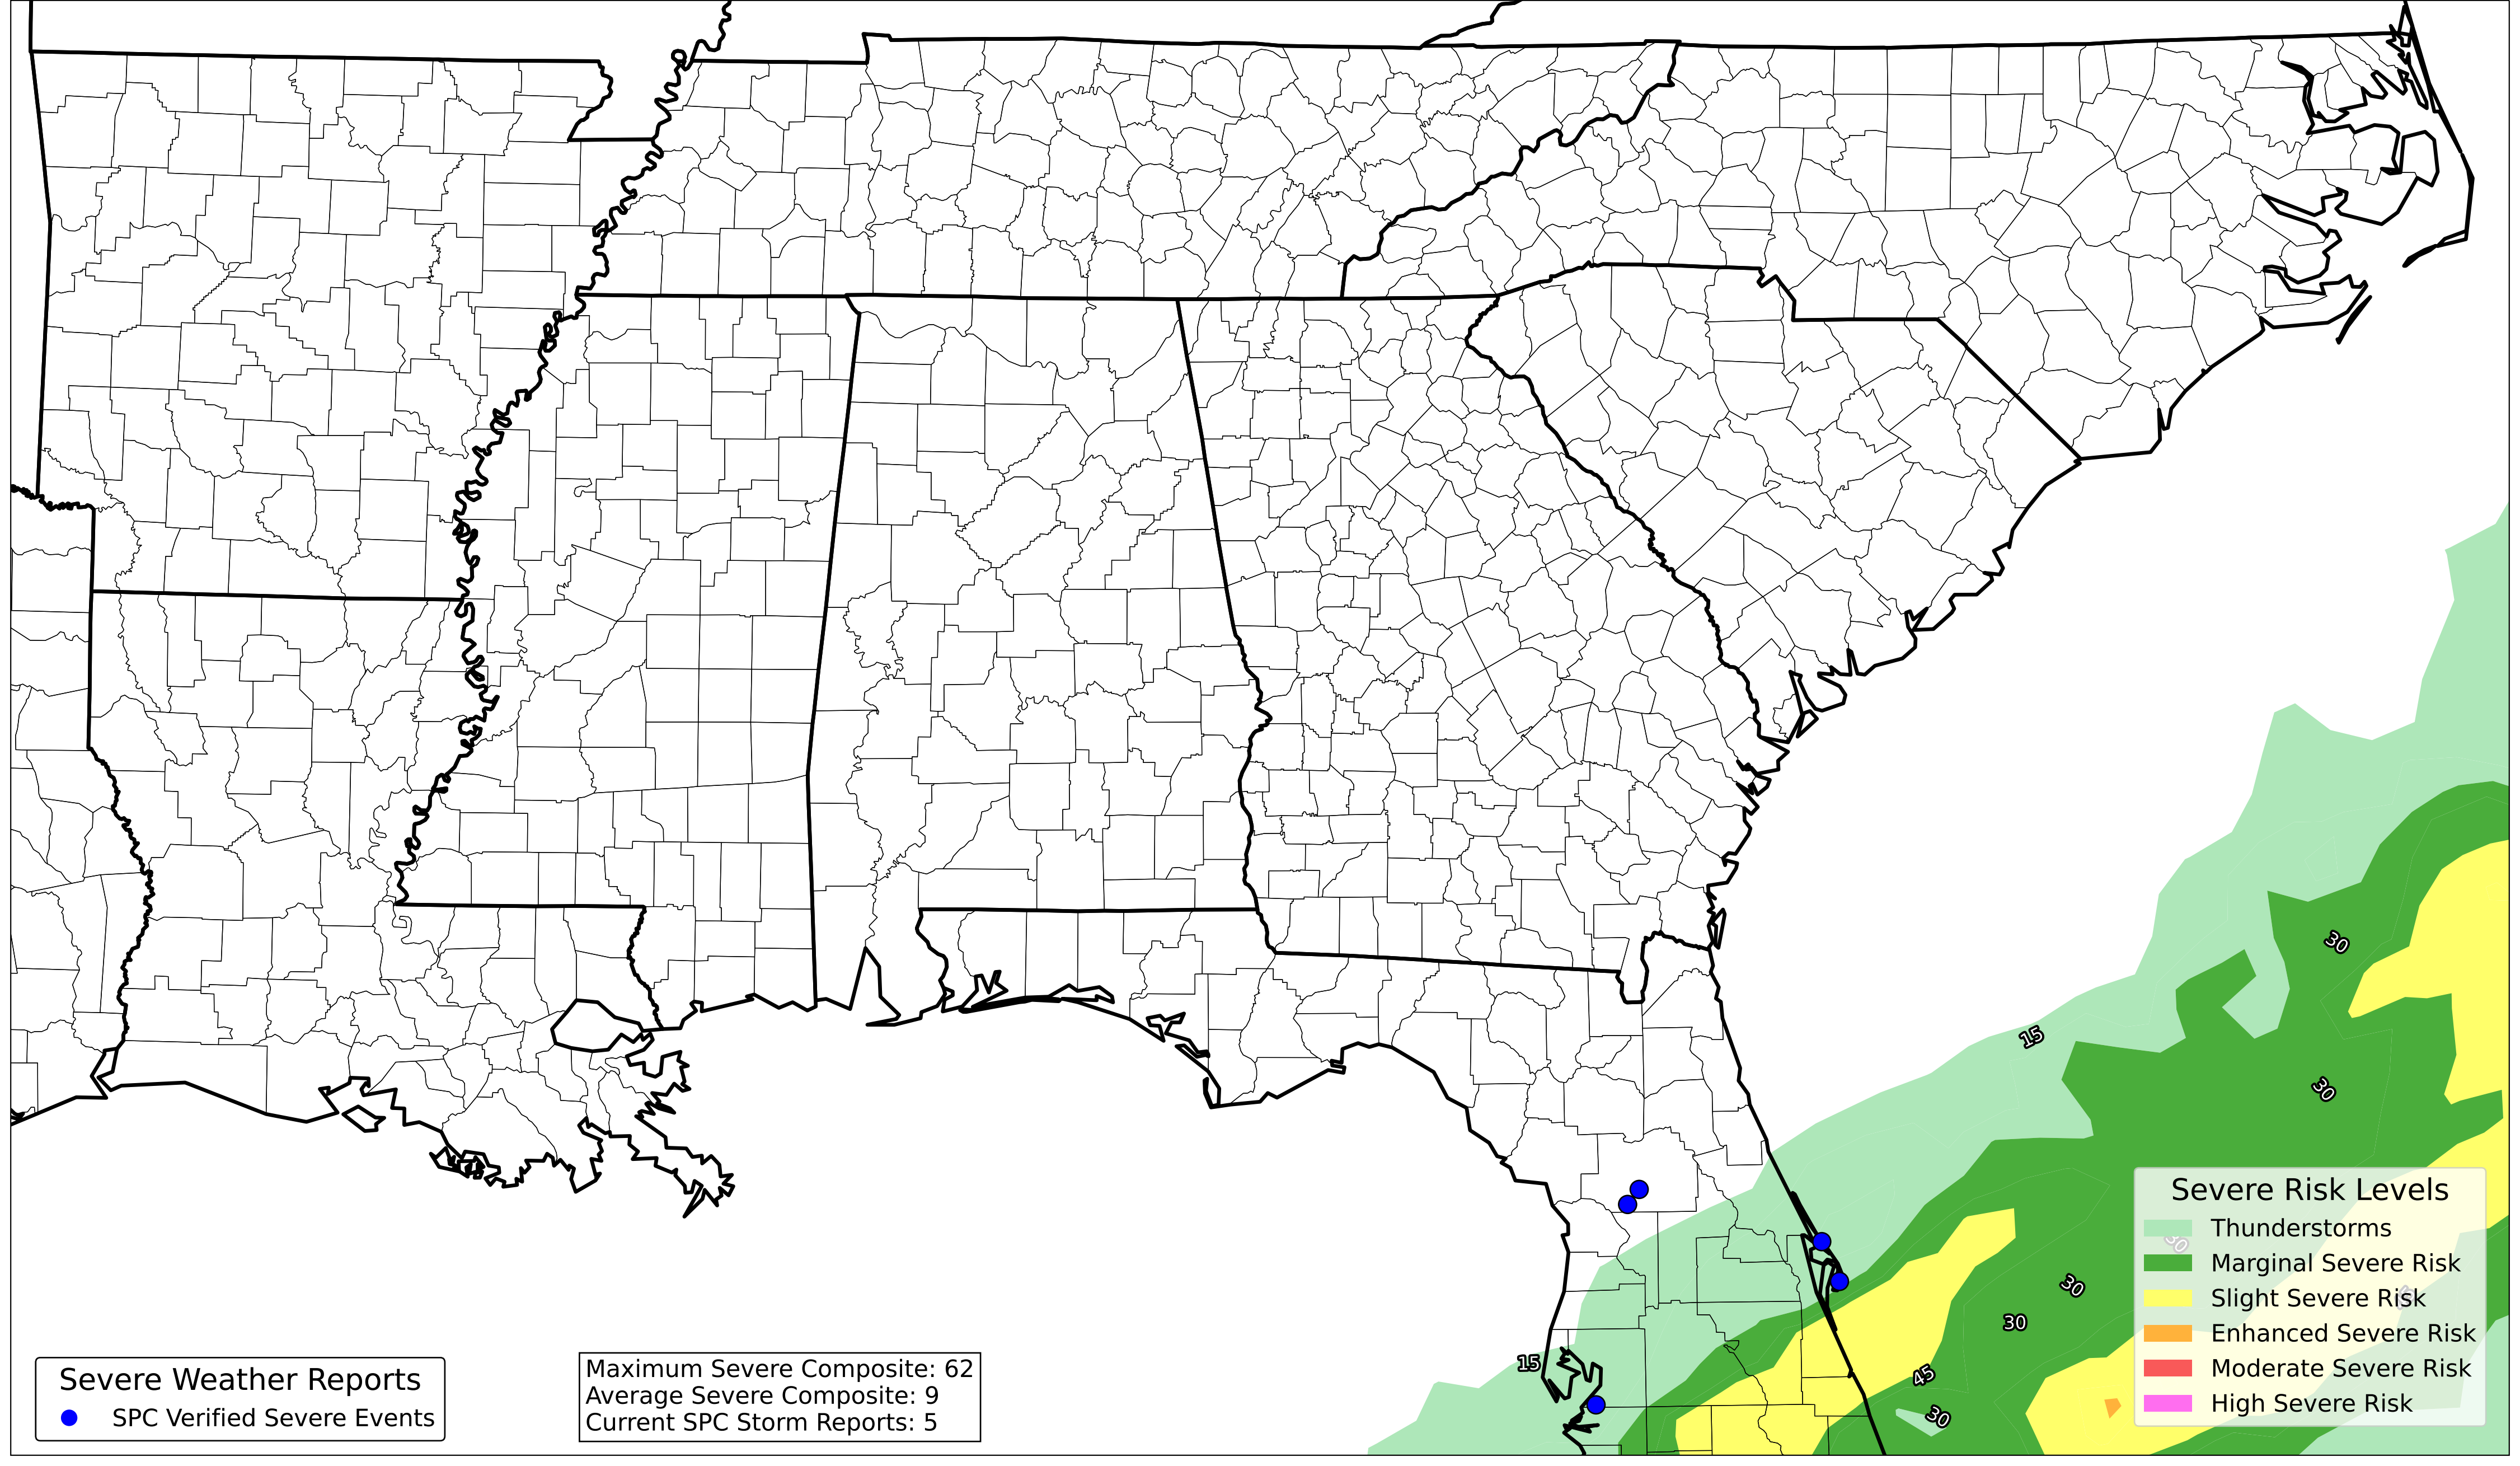 30
15
30
30
Severe Risk Levels
Thunderstorms
30
Marginal Severe Risk
30
Slight Severe Risk
30
Enhanced Severe Risk
15
Moderate Severe Risk
45
High Severe Risk
30
Severe Weather Reports
SPC Verified Severe Events
Maximum Severe Composite: 62
Average Severe Composite: 9
Current SPC Storm Reports: 5